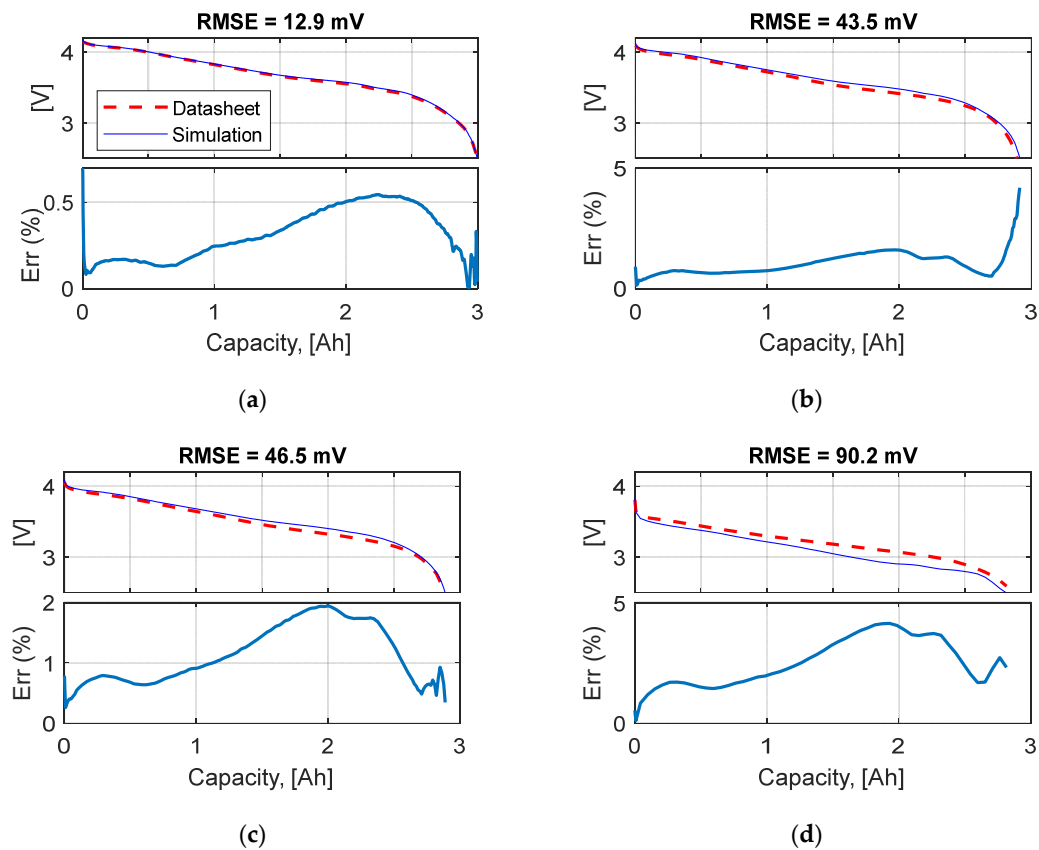 RMSE = 12.9 mV
4
3
[V]
Datasheet
Simulation
0.5
0
Err (%)
0 1 2 3
Capacity, [Ah]
(a)
RMSE = 43.5 mV
4
3
[V]
5
0
Err (%)
0 1 2 3
Capacity, [Ah]
(b)
RMSE = 46.5 mV
4
3
[V]
2
1
0
Err (%)
0 1 2 3
Capacity, [Ah]
(c)
RMSE = 90.2 mV
4
3
[V]
5
0
Err (%)
0 1 2 3
Capacity, [Ah]
(d)